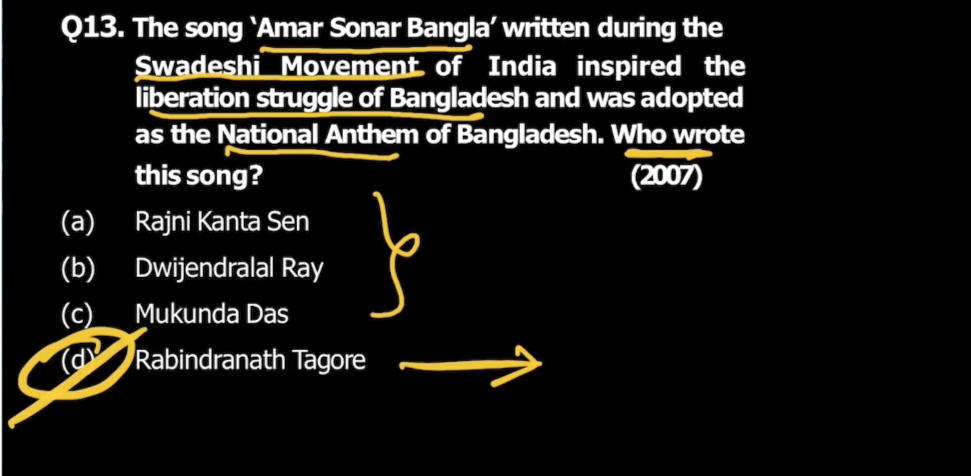 Q13. The song ‘Amar Sonar Bangla’ written during the
Swadeshi Movement of India inspired the
liberation struggle of Bangladesh and was adopted
as the National Anthem of Bangladesh. Who wrote
this song? (2007)
(a) Rajni Kanta Sen
(b) Dwijendralal Ray
(c) Mukunda Das
(d) Rabindranath Tagore